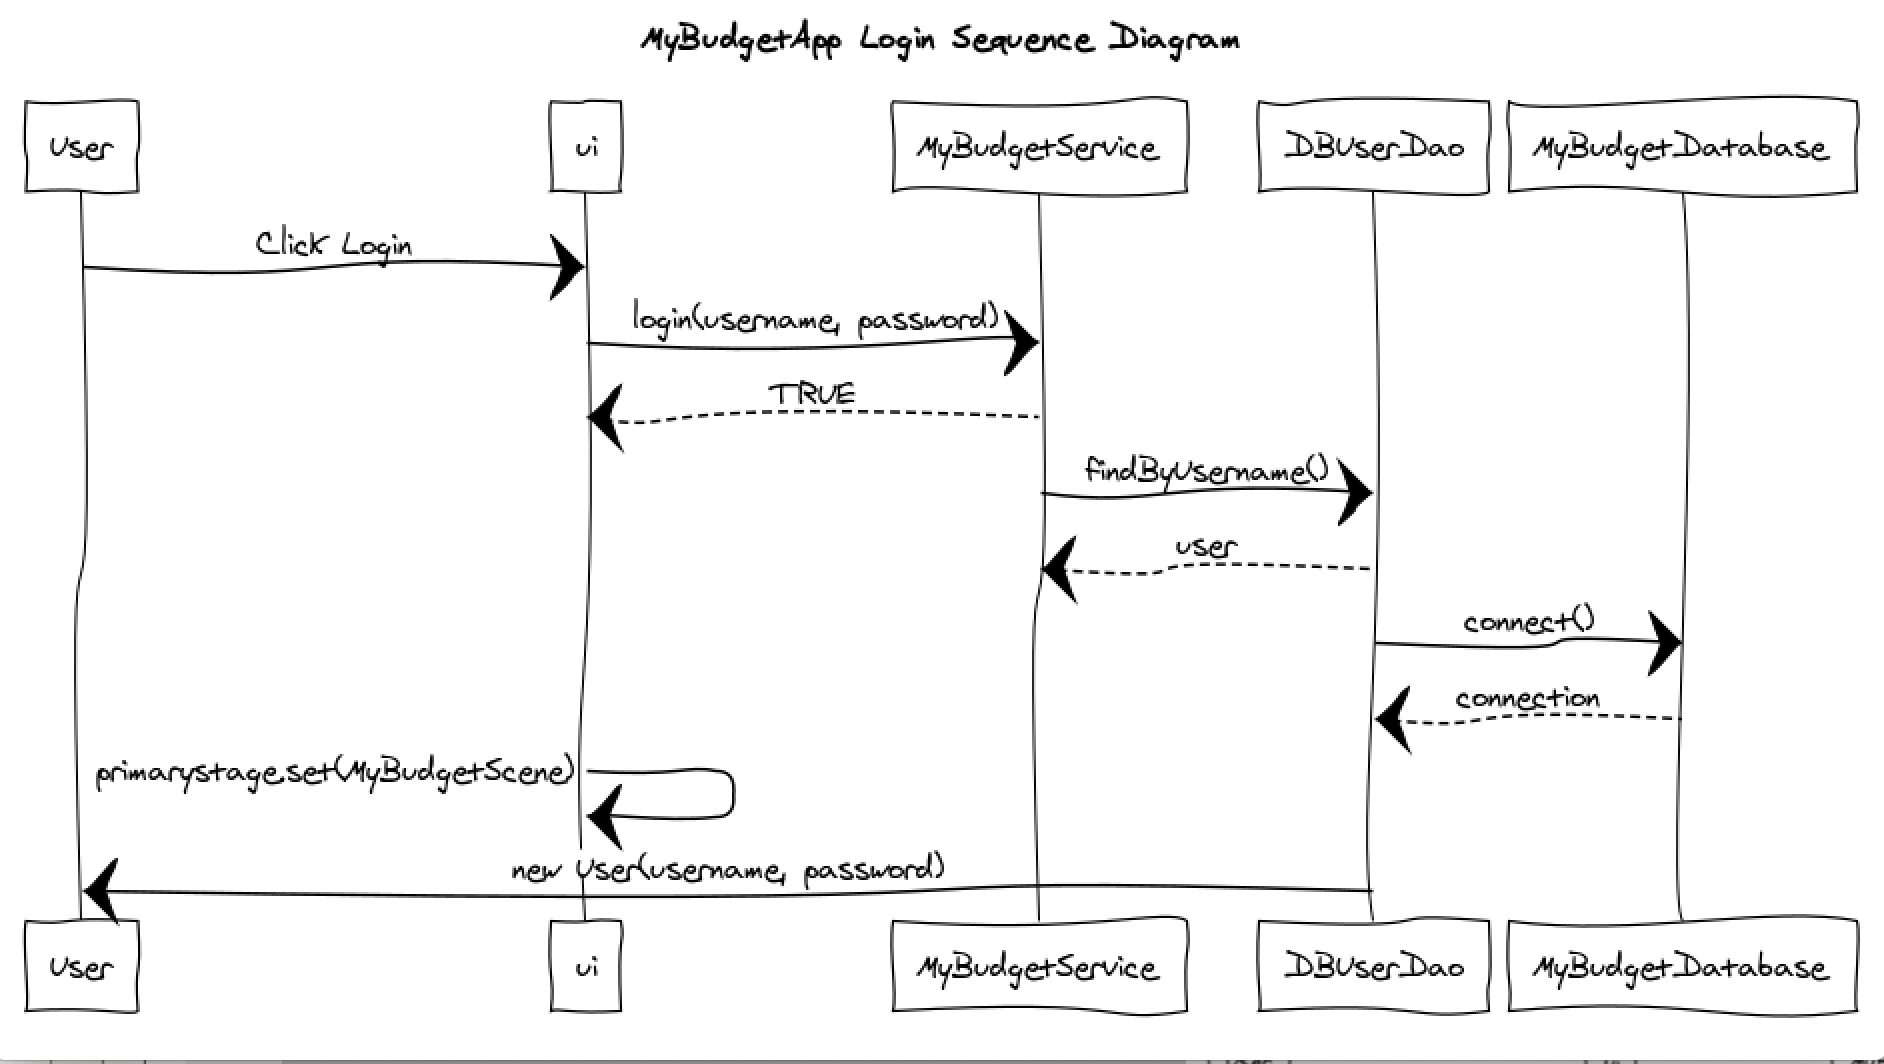 MyBudgetApp Login Sequence Diagram
User
ui
MyBudgetService
DBUserDao
MyBudgetDatabase
Click Login
login(username, password)
TRUE
findByUsername()
user
connect()
connection
primarystage.set(MyBudgetScene)
new User(username, password)
User
ui
MyBudgetService
DBUserDao
MyBudgetDatabase